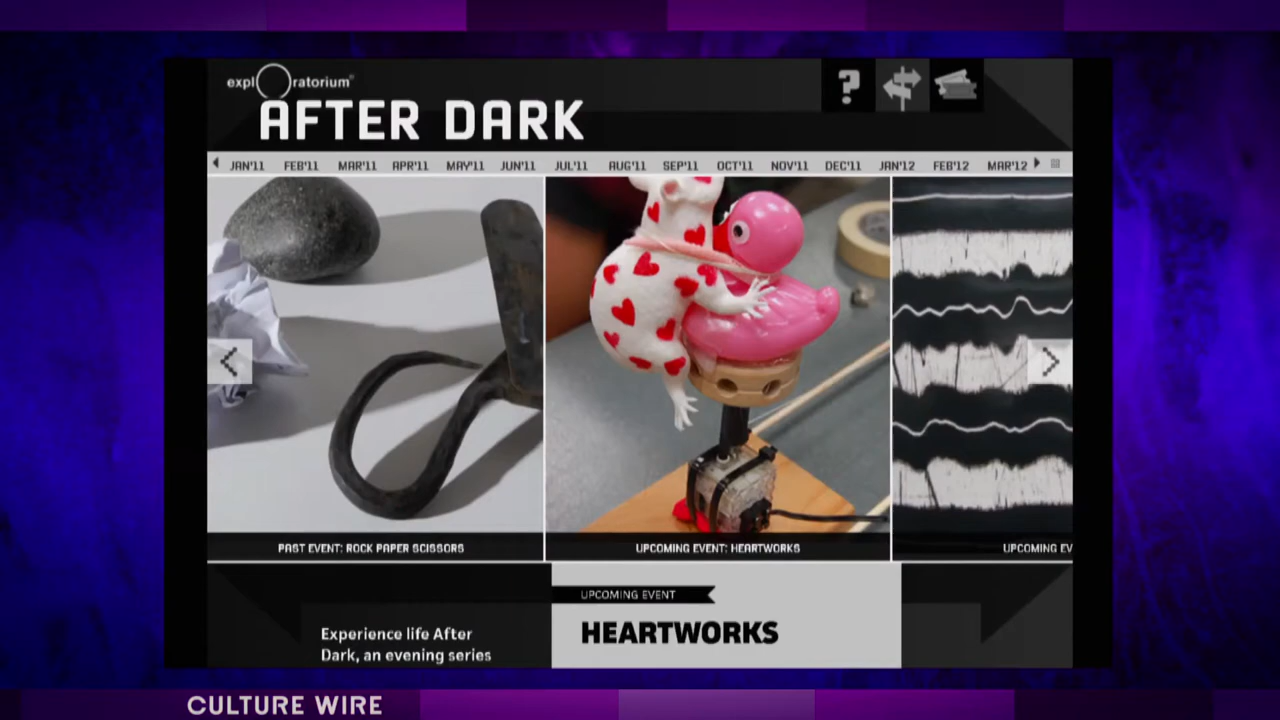 expl ratorium®
AFTER DARK
?
JAN'11 FEB'11 MAR'11 APR'11 MAY'11 JUN'11 JUL'11 AUG'11 SEP'11 OCT'11 NOV'11 DEC'11 JAN'12 FEB'12 MAR'12
PAST EVENT: ROCK PAPER SCISSORS
UPCOMING EVENT: HEARTWORKS
UPCOMING EV
UPCOMING EVENT
HEARTWORKS
Experience life After
Dark, an evening series
CULTURE WIRE